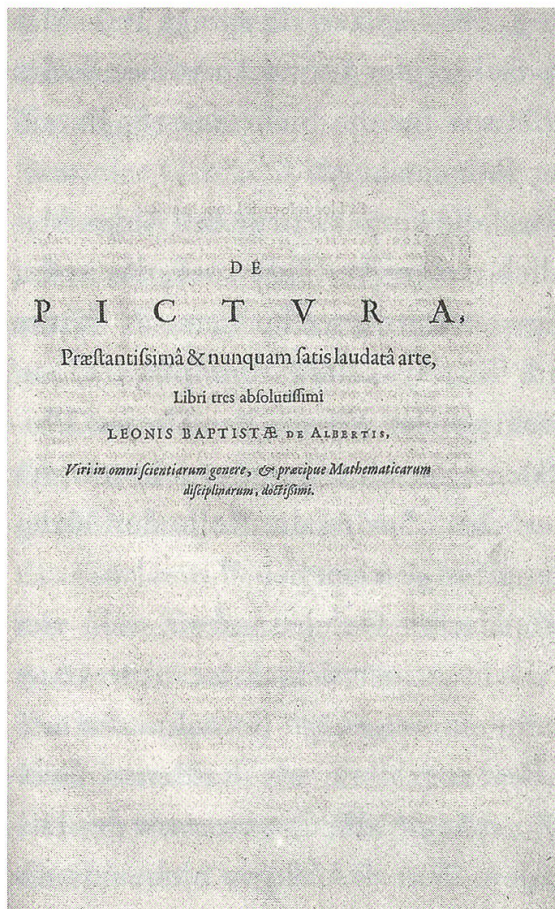 DE
PICTVRA,
Præſtantiſsimâ & nunquam ſatis laudatâ arte,
Libri tres abſolutiſſimi
LEONIS BAPTISTÆ DE ALBERTIS,
Viri in omni ſcientiarum genere, & præcipue Mathematicarum
diſciplinarum, doctiſsimi.